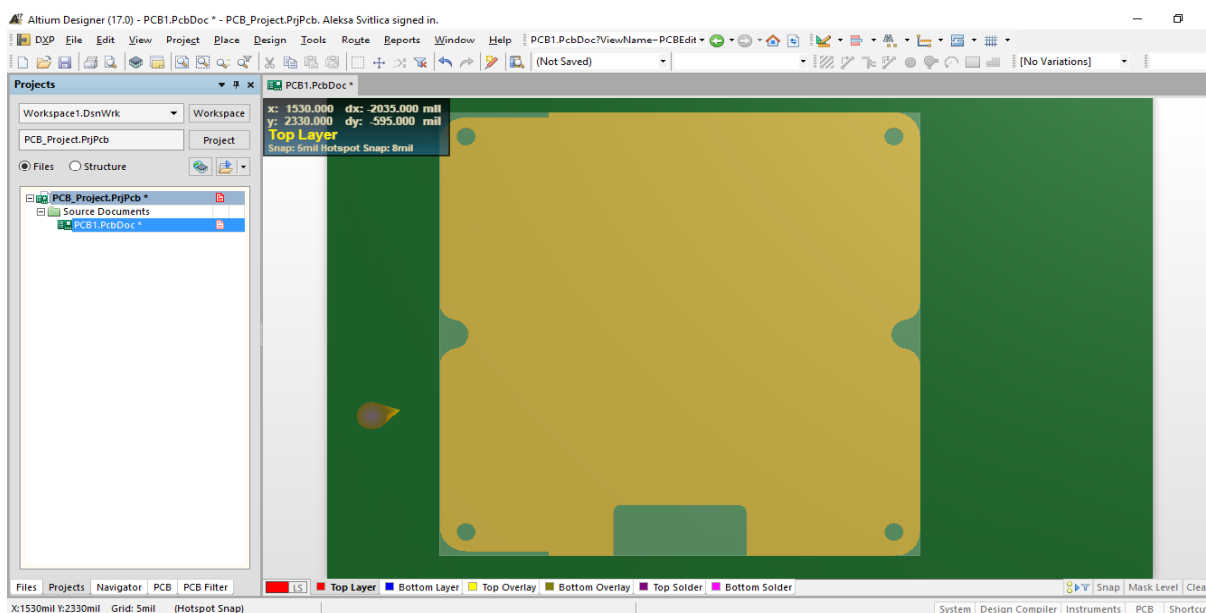 Altium Designer (17.0) - PCB1.PcbDoc * - PCB_Project.PrjPcb. Aleksa Svitlica signed in.
DXP File Edit View Project Place Design Tools Route Reports Window Help PCB1.PcbDoc?ViewName=PCBEdit
(Not Saved) [No Variations]
Projects PCB1.PcbDoc *
Workspace1.DsnWrk Workspace
PCB_Project.PrjPcb Project
Files Structure
PCB_Project.PrjPcb *
Source Documents
PCB1.PcbDoc *
x: 1530.000 dx: -2035.000 mil
y: 2330.000 dy: -595.000 mil
Top Layer
Snap: 5mil Hotspot Snap: 8mil
Files Projects Navigator PCB PCB Filter LS Top Layer Bottom Layer Top Overlay Bottom Overlay Top Solder Bottom Solder Snap Mask Level Clea
X:1530mil Y:2330mil Grid: 5mil (Hotspot Snap) System Design Compiler Instruments PCB Shortcu